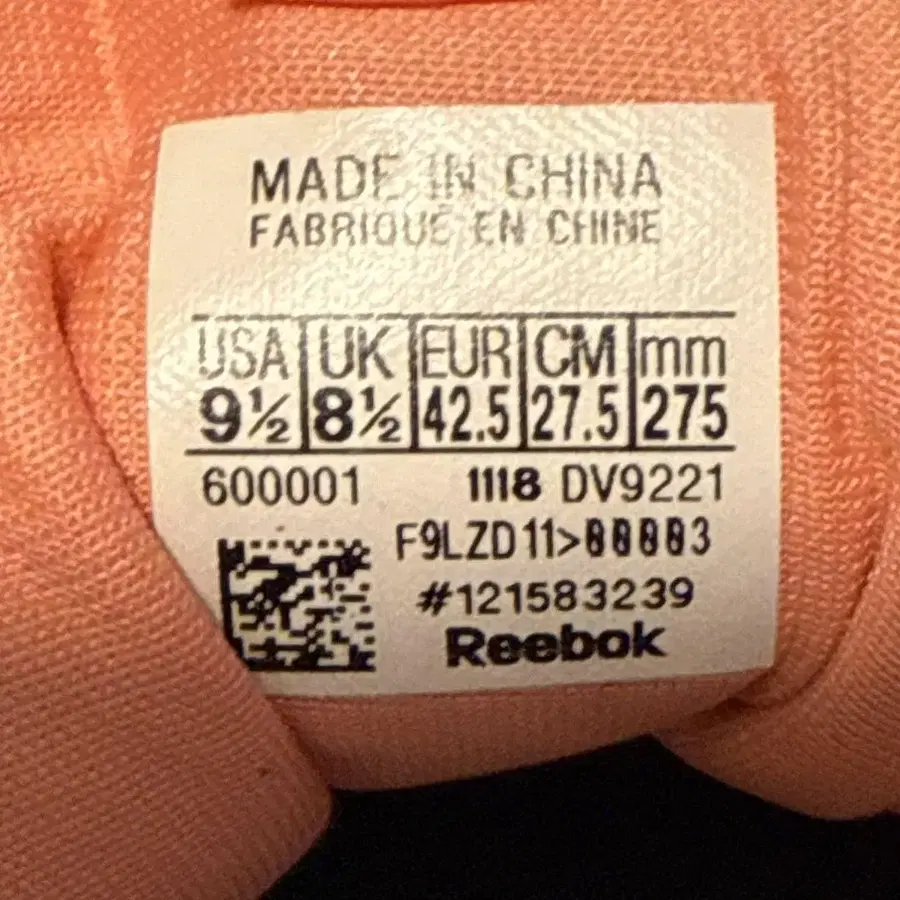 MADE IN CHINA
FABRIQUÉ EN CHINE
USA UK EUR CM mm
9½ 8½ 42.5 27.5 275
600001 1118 DV9221
F9LZD11>00003
#121583239
Reebok